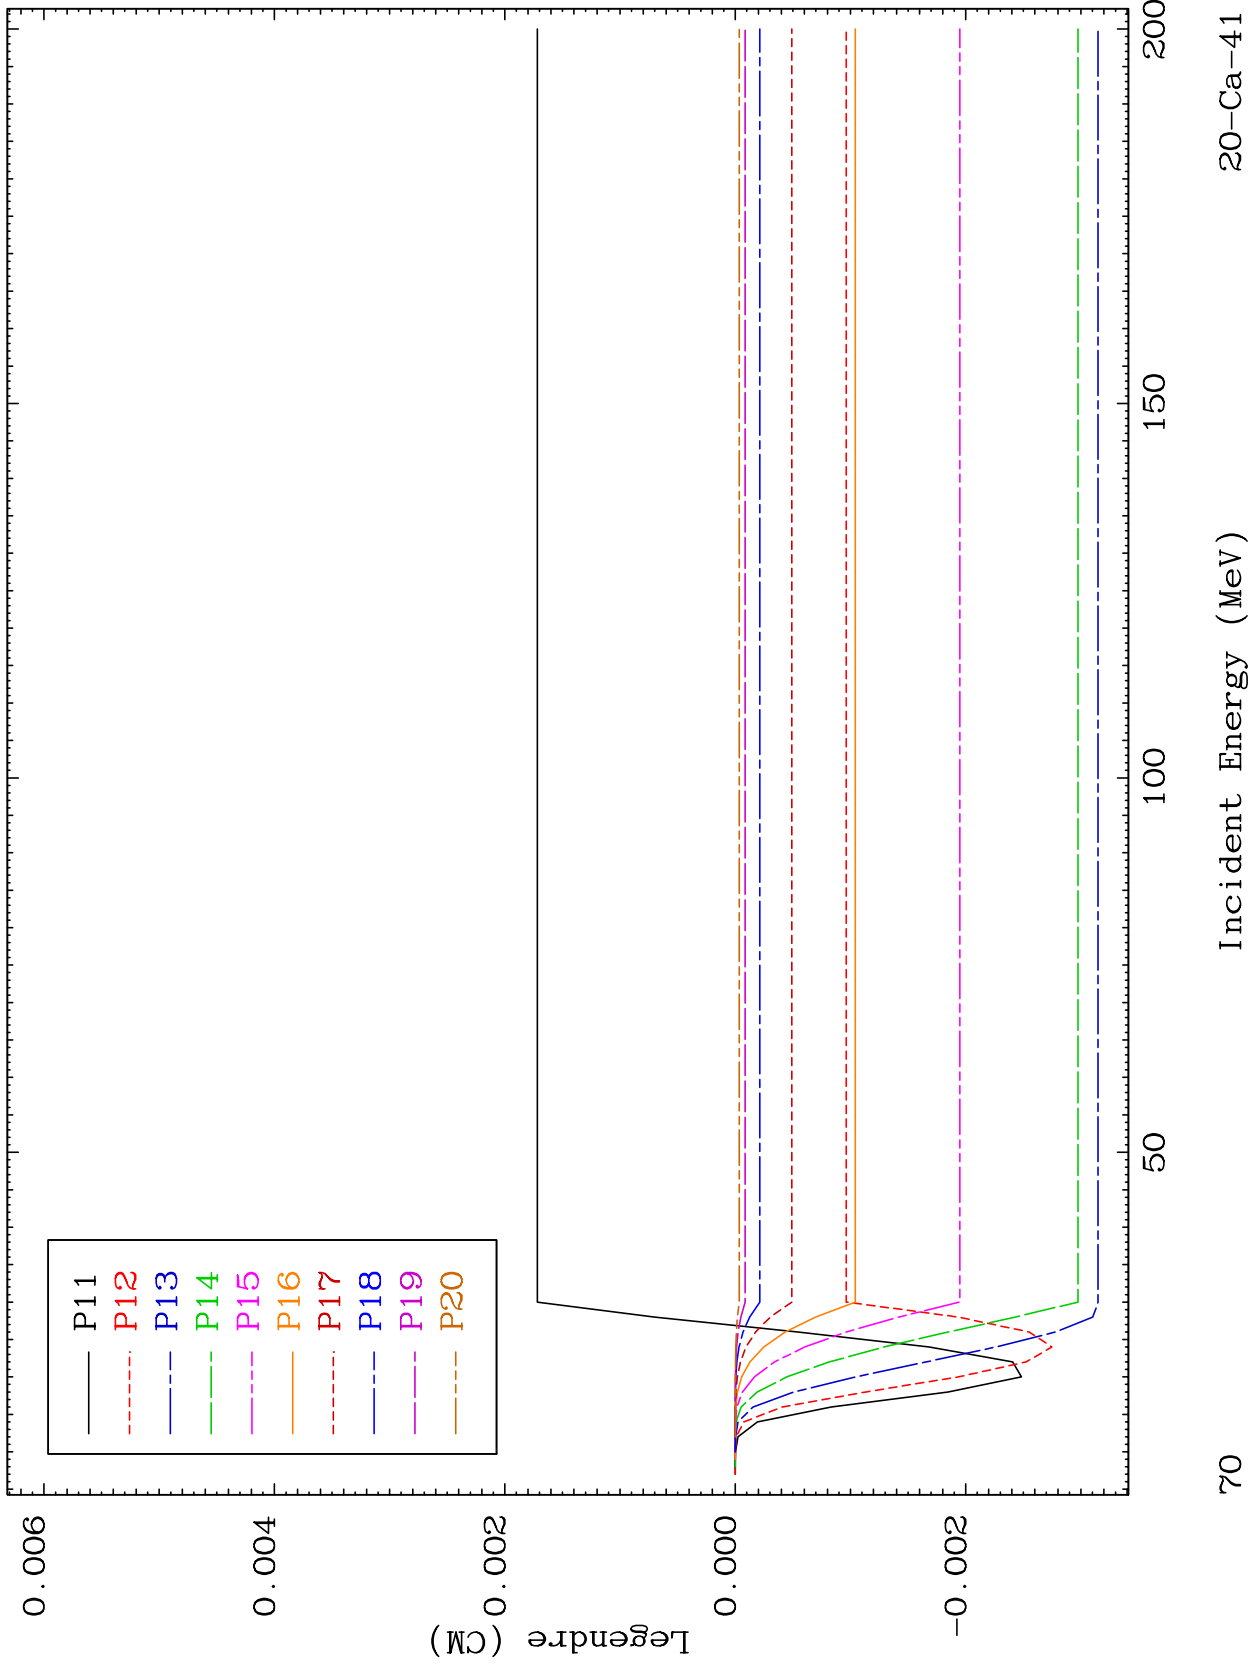 0.006
0.004
0.002
0.000
-0.002
Legendre (CM)
P11
P12
P13
P14
P15
P16
P17
P18
P19
P20
50
100
150
200
70
Incident Energy (MeV)
20-Ca-41